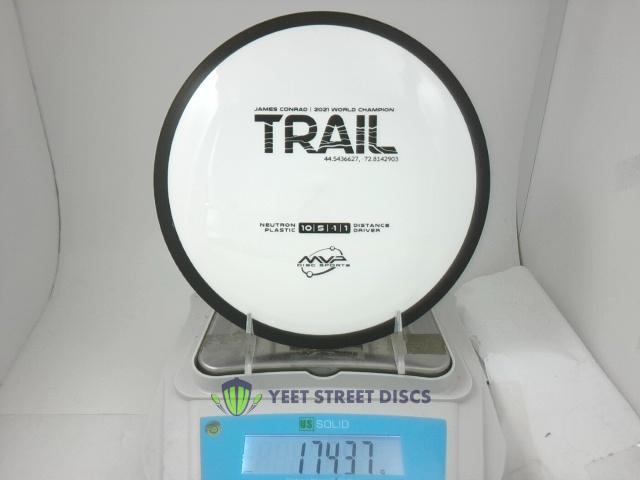 JAMES CONRAD | 2021 WORLD CHAMPION
TRAIL
44.5436627, -72.8142903
NEUTRON PLASTIC 10 | 5 | -1 | 1 DISTANCE DRIVER
MVP
DISC SPORTS
YEET STREET DISCS
US SOLID
174.37 g